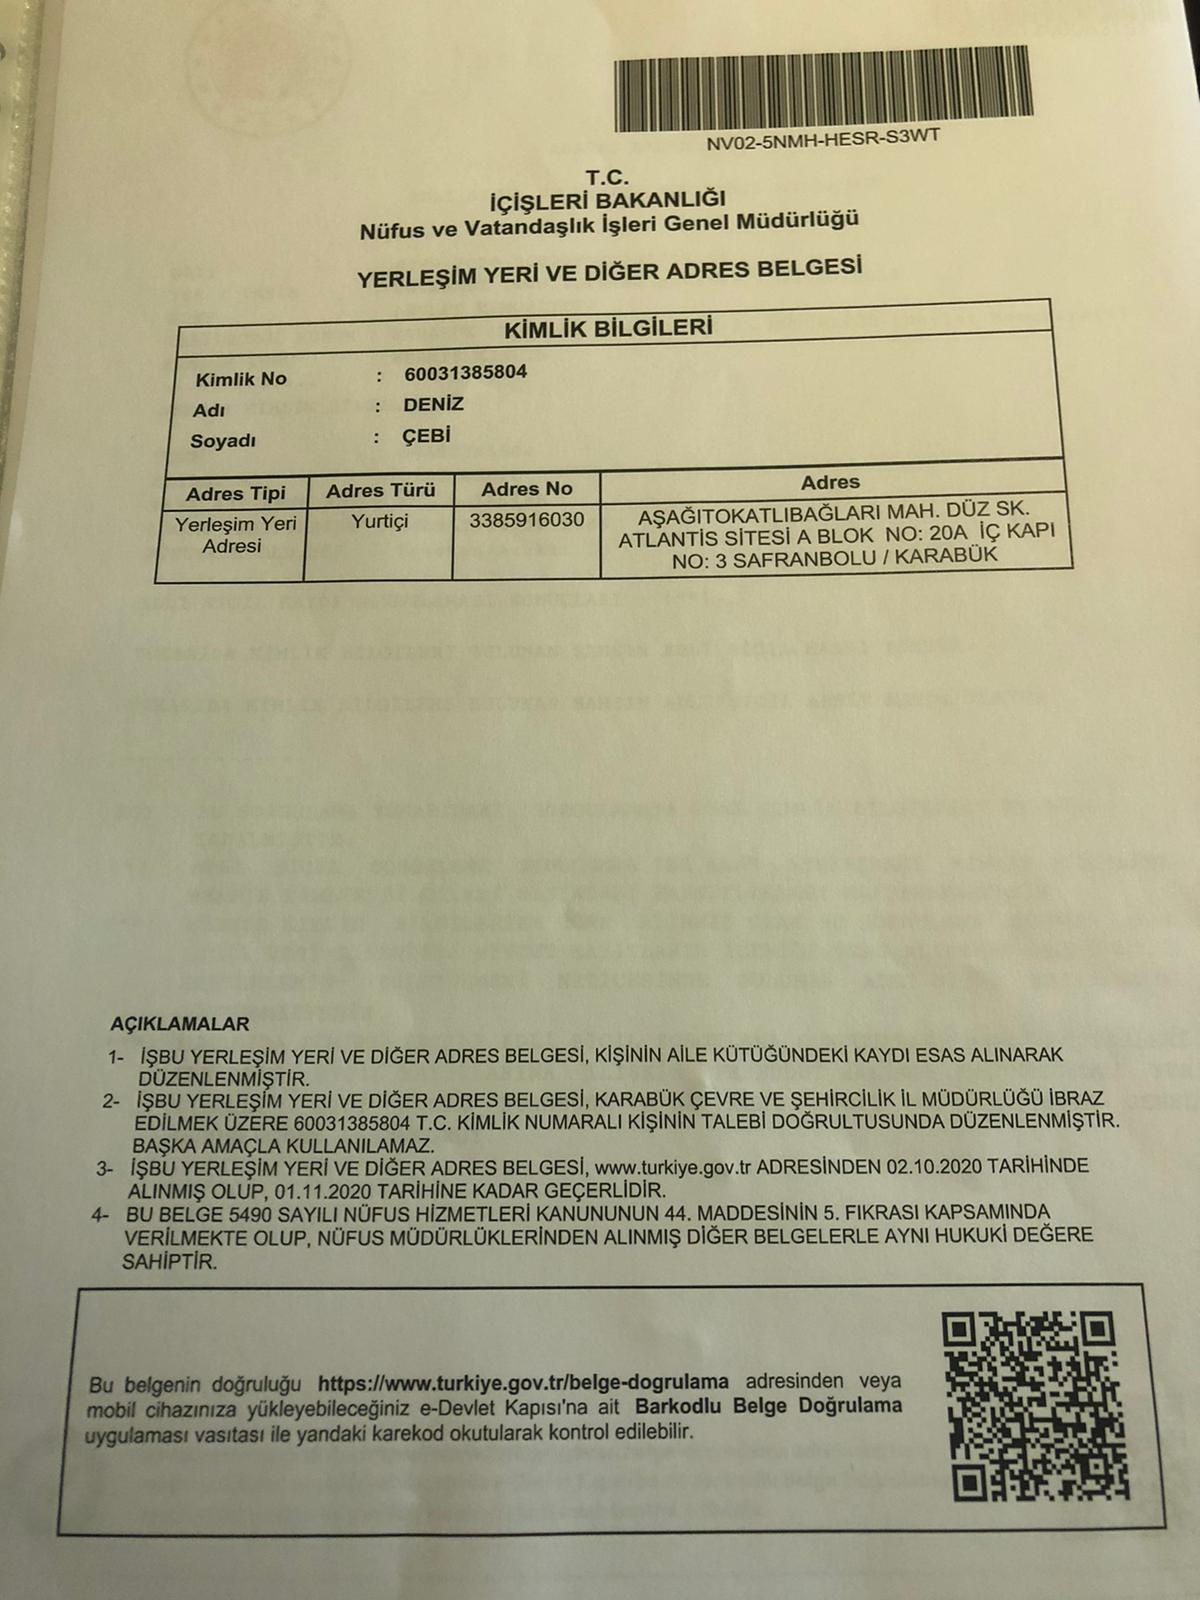 NV02-5NMH-HESR-S3WT
T.C.
İÇİŞLERİ BAKANLIĞI
Nüfus ve Vatandaşlık İşleri Genel Müdürlüğü
YERLEŞİM YERİ VE DİĞER ADRES BELGESİ
KİMLİK BİLGİLERİ
Kimlik No : 60031385804
Adı : DENİZ
Soyadı : ÇEBİ
Adres Tipi Adres Türü Adres No Adres
Yerleşim Yeri Adresi Yurtiçi 3385916030 AŞAĞITOKATLIBAĞLARI MAH. DÜZ SK.
ATLANTİS SİTESİ A BLOK NO: 20A İÇ KAPI
NO: 3 SAFRANBOLU / KARABÜK
AÇIKLAMALAR
1- İŞBU YERLEŞİM YERİ VE DİĞER ADRES BELGESİ, KİŞİNİN AİLE KÜTÜĞÜNDEKİ KAYDI ESAS ALINARAK
DÜZENLENMİŞTİR.
2- İŞBU YERLEŞİM YERİ VE DİĞER ADRES BELGESİ, KARABÜK ÇEVRE VE ŞEHİRCİLİK İL MÜDÜRLÜĞÜ İBRAZ
EDİLMEK ÜZERE 60031385804 T.C. KİMLİK NUMARALI KİŞİNİN TALEBİ DOĞRULTUSUNDA DÜZENLENMİŞTİR.
BAŞKA AMAÇLA KULLANILAMAZ.
3- İŞBU YERLEŞİM YERİ VE DİĞER ADRES BELGESİ, www.turkiye.gov.tr ADRESİNDEN 02.10.2020 TARİHİNDE
ALINMIŞ OLUP, 01.11.2020 TARİHİNE KADAR GEÇERLİDİR.
4- BU BELGE 5490 SAYILI NÜFUS HİZMETLERİ KANUNUNUN 44. MADDESİNİN 5. FIKRASI KAPSAMINDA
VERİLMEKTE OLUP, NÜFUS MÜDÜRLÜKLERİNDEN ALINMIŞ DİĞER BELGELERLE AYNI HUKUKİ DEĞERE
SAHİPTİR.
Bu belgenin doğruluğu https://www.turkiye.gov.tr/belge-dogrulama adresinden veya
mobil cihazınıza yükleyebileceğiniz e-Devlet Kapısı'na ait Barkodlu Belge Doğrulama
uygulaması vasıtası ile yandaki karekod okutularak kontrol edilebilir.